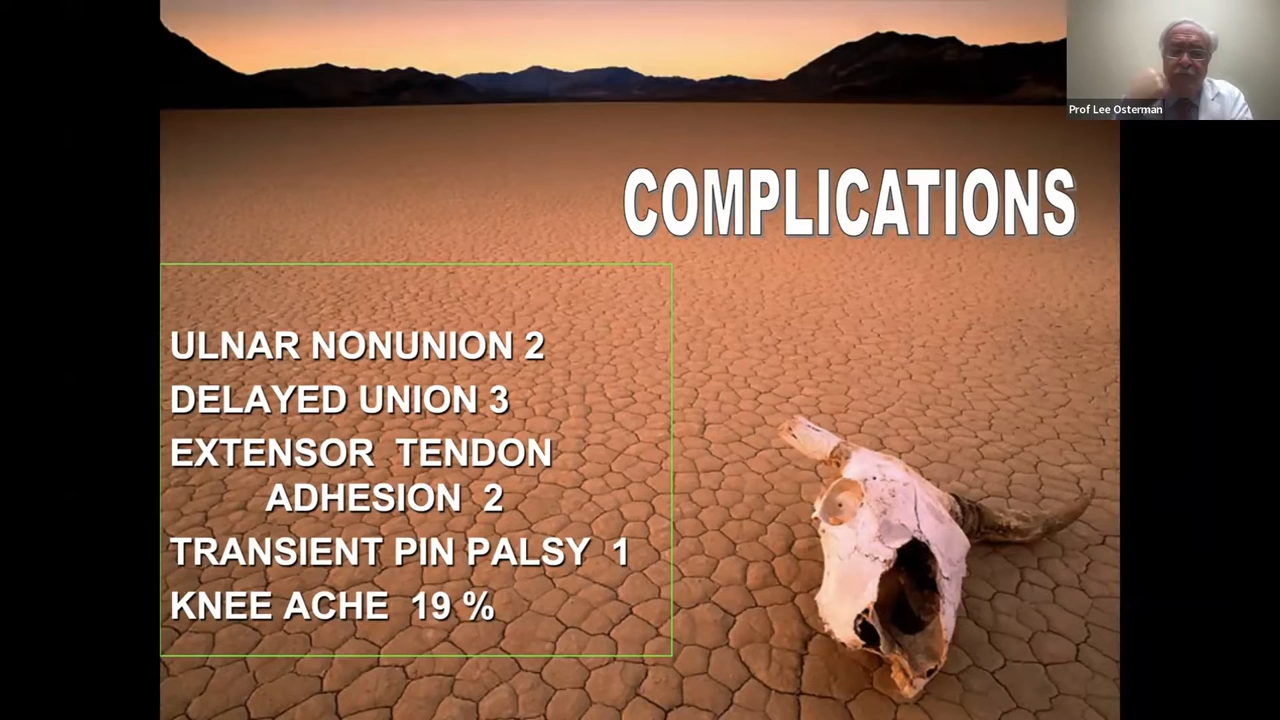 Prof Lee Osterman
COMPLICATIONS
ULNAR NONUNION 2
DELAYED UNION 3
EXTENSOR TENDON
ADHESION 2
TRANSIENT PIN PALSY 1
KNEE ACHE 19 %